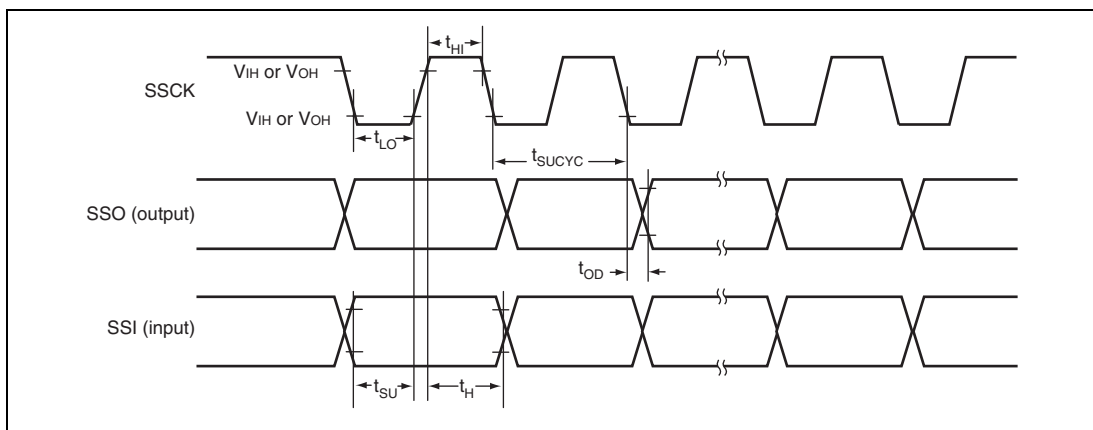 tHI
VIH or VOH
SSCK
VIH or VOH
tLO
tSUCYC
SSO (output)
tOD
SSI (input)
tSU
tH